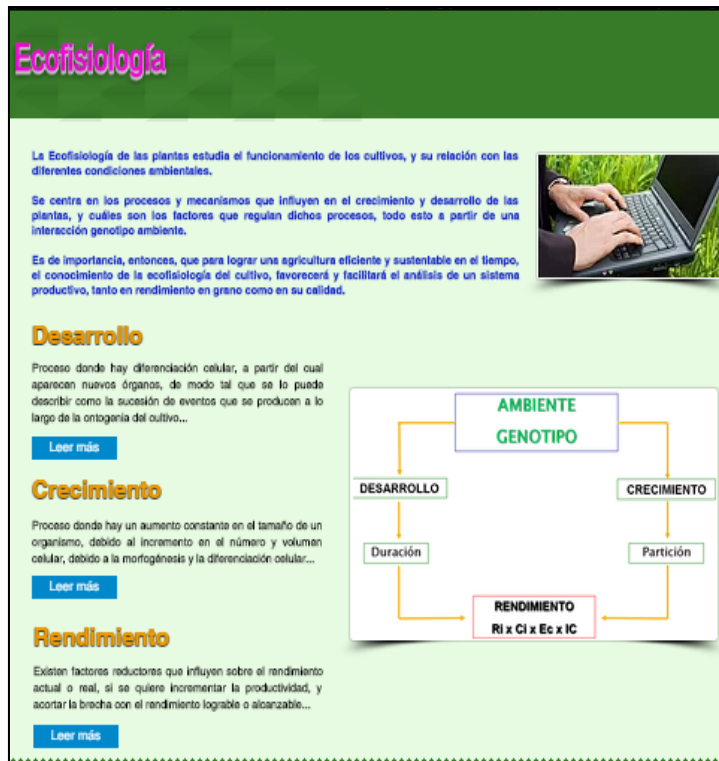 Ecofisiología
La Ecofisiología de las plantas estudia el funcionamiento de los cultivos, y su relación con las
diferentes condiciones ambientales.
Se centra en los procesos y mecanismos que influyen en el crecimiento y desarrollo de las
plantas, y cuáles son los factores que regulan dichos procesos, todo esto a partir de una
interacción genotipo ambiente.
Es de importancia, entonces, que para lograr una agricultura eficiente y sustentable en el tiempo,
el conocimiento de la ecofisiología del cultivo, favorecerá y facilitará el análisis de un sistema
productivo, tanto en rendimiento en grano como en su calidad.
Desarrollo
Proceso donde hay diferenciación celular, a partir del cual
aparecen nuevos órganos, de modo tal que se lo puede
describir como la sucesión de eventos que se producen a lo
largo de la ontogenia del cultivo...
Leer más
Crecimiento
Proceso donde hay un aumento constante en el tamaño de un
organismo, debido al incremento en el número y volumen
celular, debido a la morfogénesis y la diferenciación celular...
Leer más
Rendimiento
Existen factores reductores que influyen sobre el rendimiento
actual o real, si se quiere incrementar la productividad, y
acortar la brecha con el rendimiento lograble o alcanzable...
Leer más
AMBIENTE
GENOTIPO
DESARROLLO
CRECIMIENTO
Duración
Partición
RENDIMIENTO
Ri x Ci x Ec x IC